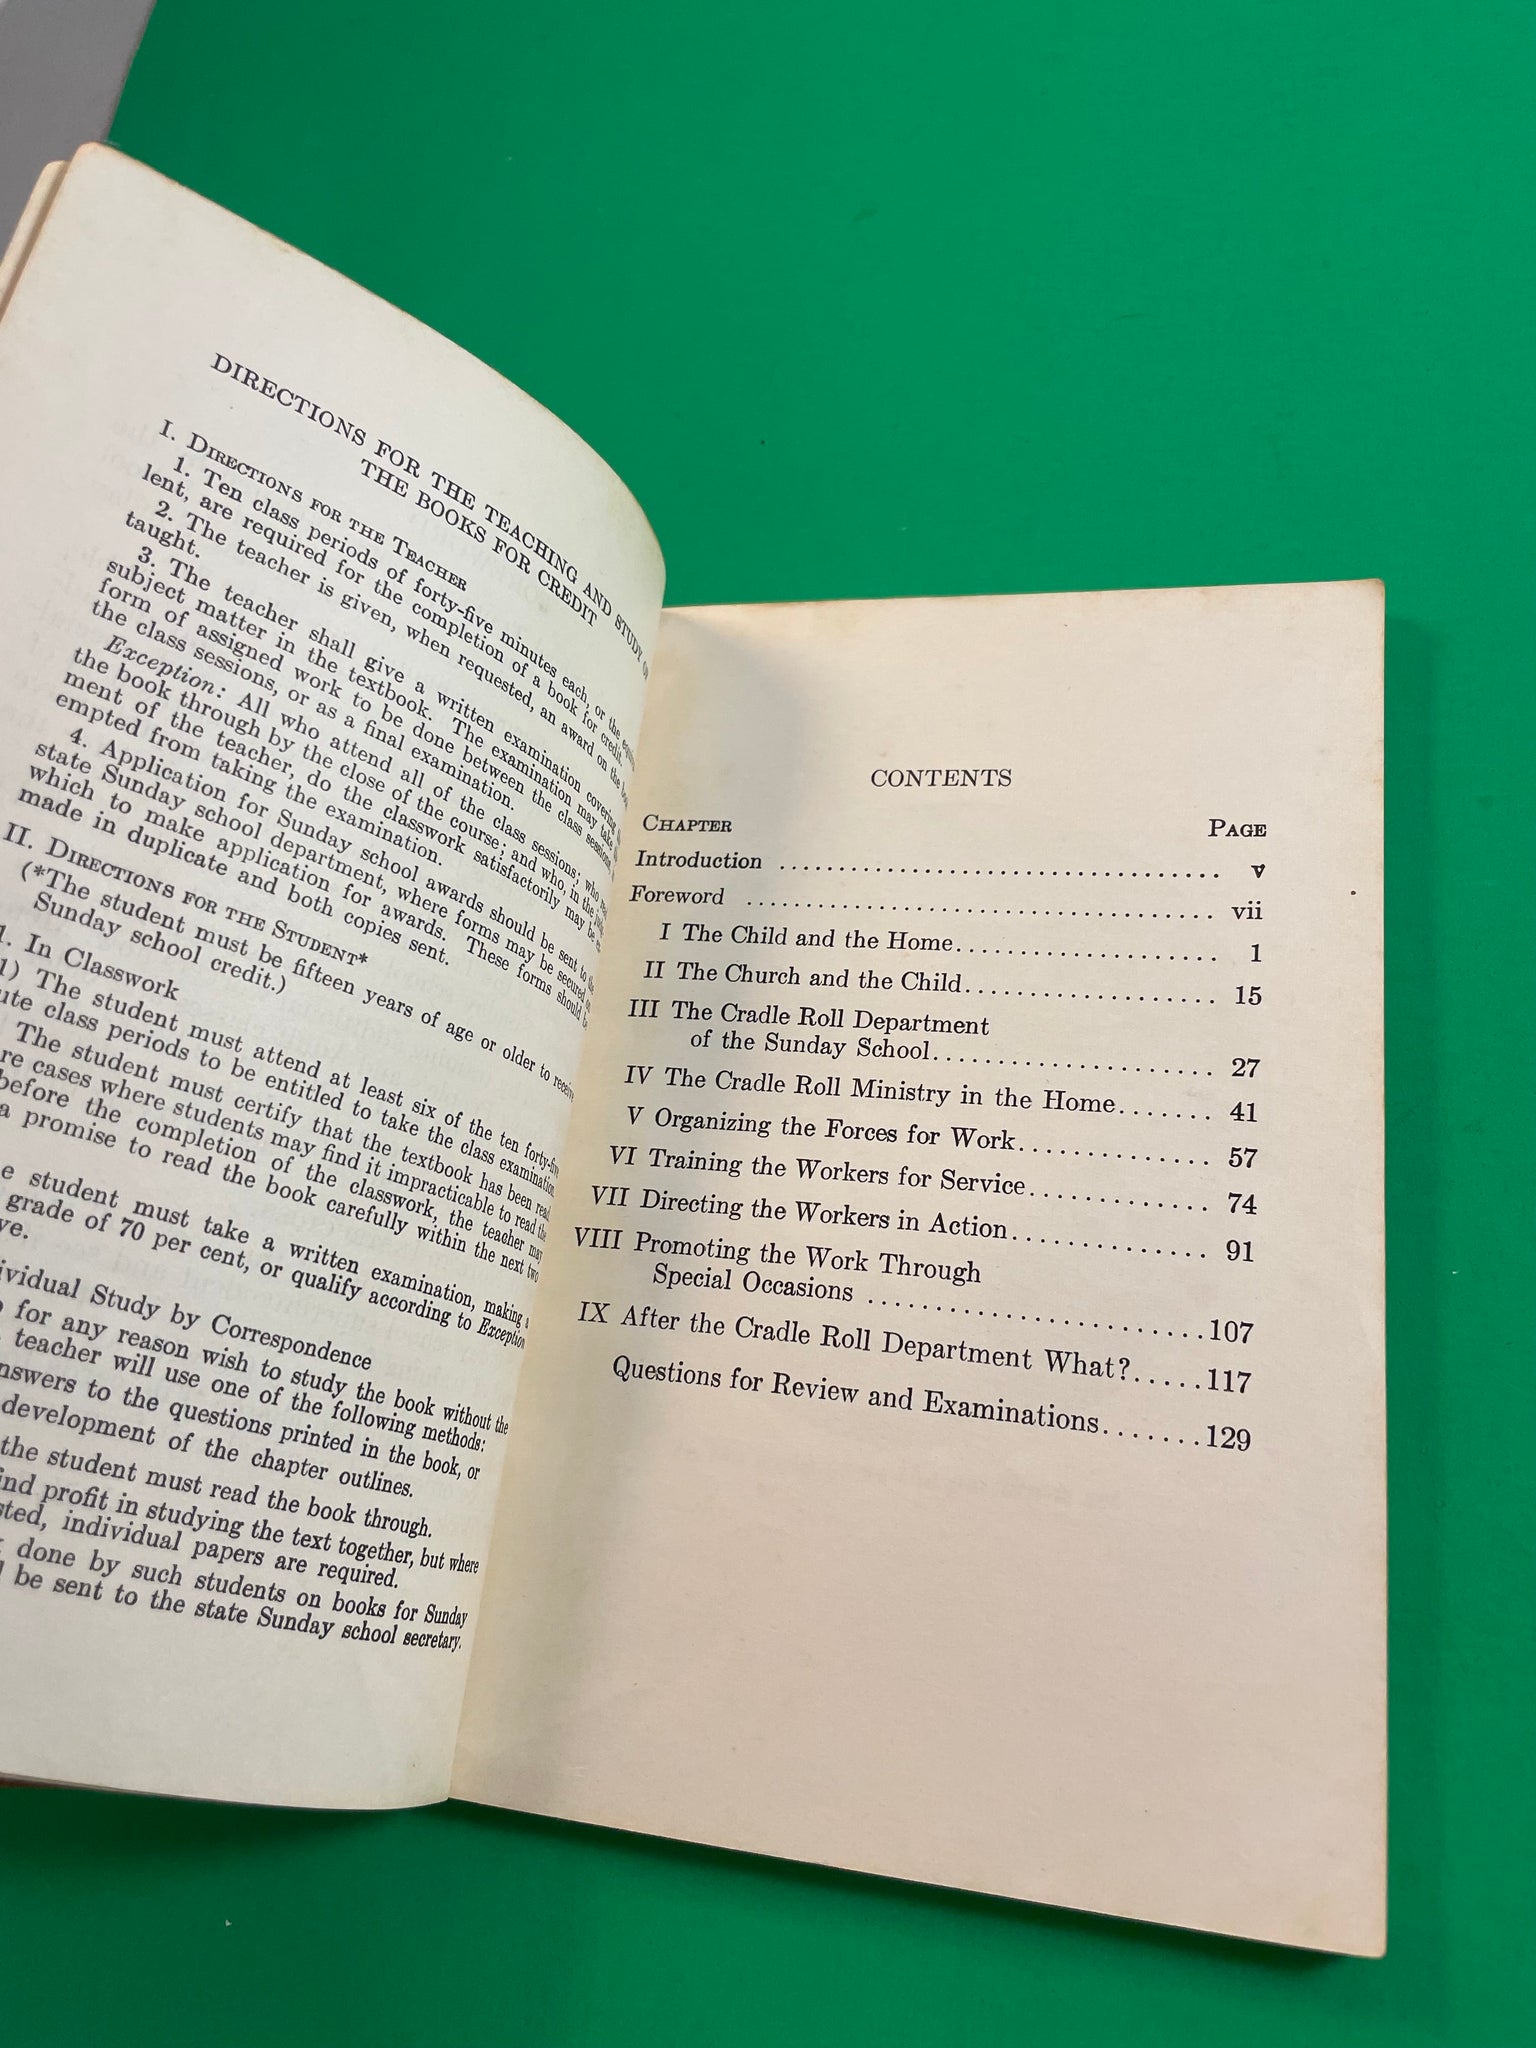 DIRECTIONS FOR THE TEACHING AND STUDY OF
THE BOOKS FOR CREDIT
I. DIRECTIONS FOR THE TEACHER
1. Ten class periods of forty-five minutes each, or the
lent, are required for the completion of a book for credit.
2. The teacher is given, when requested, an award on the
taught.
3. The teacher shall give a written examination covering
subject matter in the textbook. The examination may take
form of assigned work to be done between the class sessions,
the class sessions, or as a final examination.
Exception: All who attend all of the class sessions; who
the book through by the close of the course; and who, in the
ment of the teacher, do the classwork satisfactorily may be
empted from taking the examination.
4. Application for Sunday school awards should be sent to the
state Sunday school department, where forms may be secured on
which to make application for awards. These forms should be
made in duplicate and both copies sent.
II. DIRECTIONS FOR THE STUDENT*
(*The student must be fifteen years of age or older to receive
Sunday school credit.)
1. In Classwork
1) The student must attend at least six of the ten forty-five
ute class periods to be entitled to take the class examination.
The student must certify that the textbook has been read.
re cases where students may find it impracticable to read the
before the completion of the classwork, the teacher may
a promise to read the book carefully within the next two
e student must take a written examination, making a
grade of 70 per cent, or qualify according to Exception
ve.
ividual Study by Correspondence
for any reason wish to study the book without the
teacher will use one of the following methods:
nswers to the questions printed in the book, or
development of the chapter outlines.
the student must read the book through.
ind profit in studying the text together, but where
sted, individual papers are required.
done by such students on books for Sunday
be sent to the state Sunday school secretary.
CONTENTS
CHAPTER PAGE
Introduction .................................. v
Foreword .................................... vii
I The Child and the Home.................... 1
II The Church and the Child................... 15
III The Cradle Roll Department
of the Sunday School...................... 27
IV The Cradle Roll Ministry in the Home....... 41
V Organizing the Forces for Work............... 57
VI Training the Workers for Service.............. 74
VII Directing the Workers in Action............... 91
VIII Promoting the Work Through
Special Occasions .........................107
IX After the Cradle Roll Department What?.....117
Questions for Review and Examinations.......129